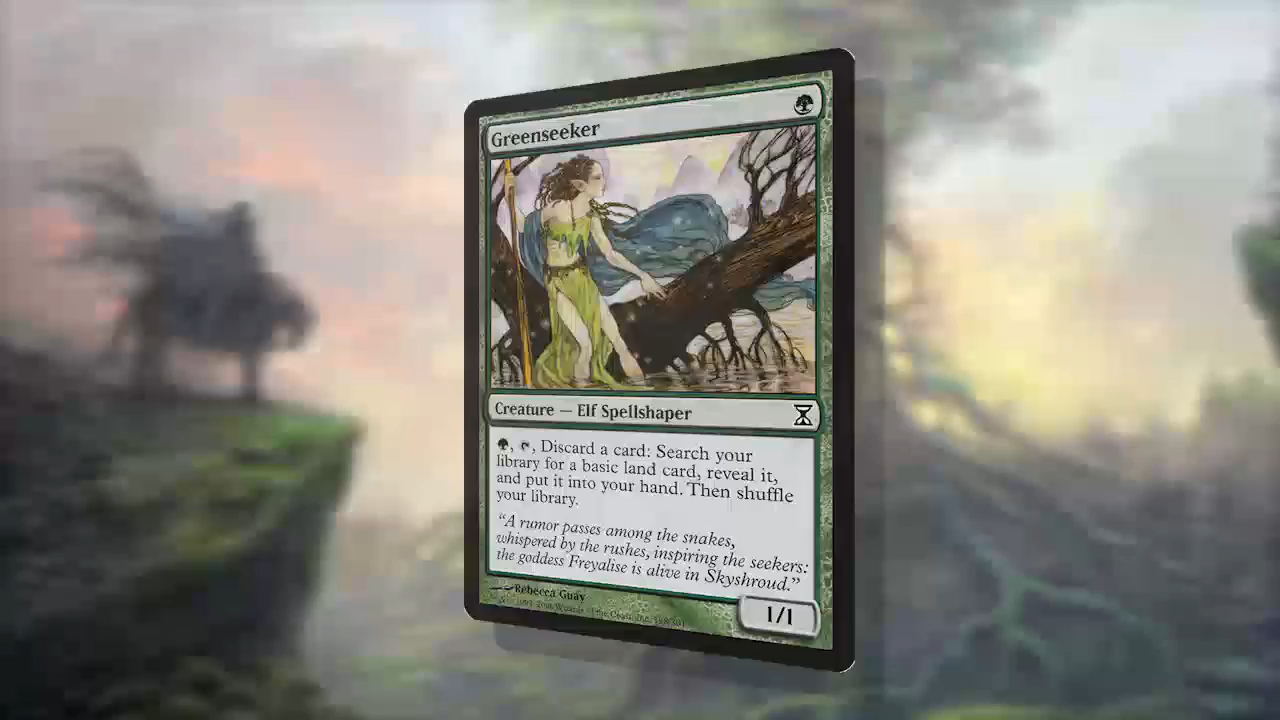 Greenseeker
Creature — Elf Spellshaper
, , Discard a card: Search your
library for a basic land card, reveal it,
and put it into your hand. Then shuffle
your library.
“A rumor passes among the snakes,
whispered by the rushes, inspiring the seekers:
the goddess Freyalise is alive in Skyshroud.”
Rebecca Guay
1/1